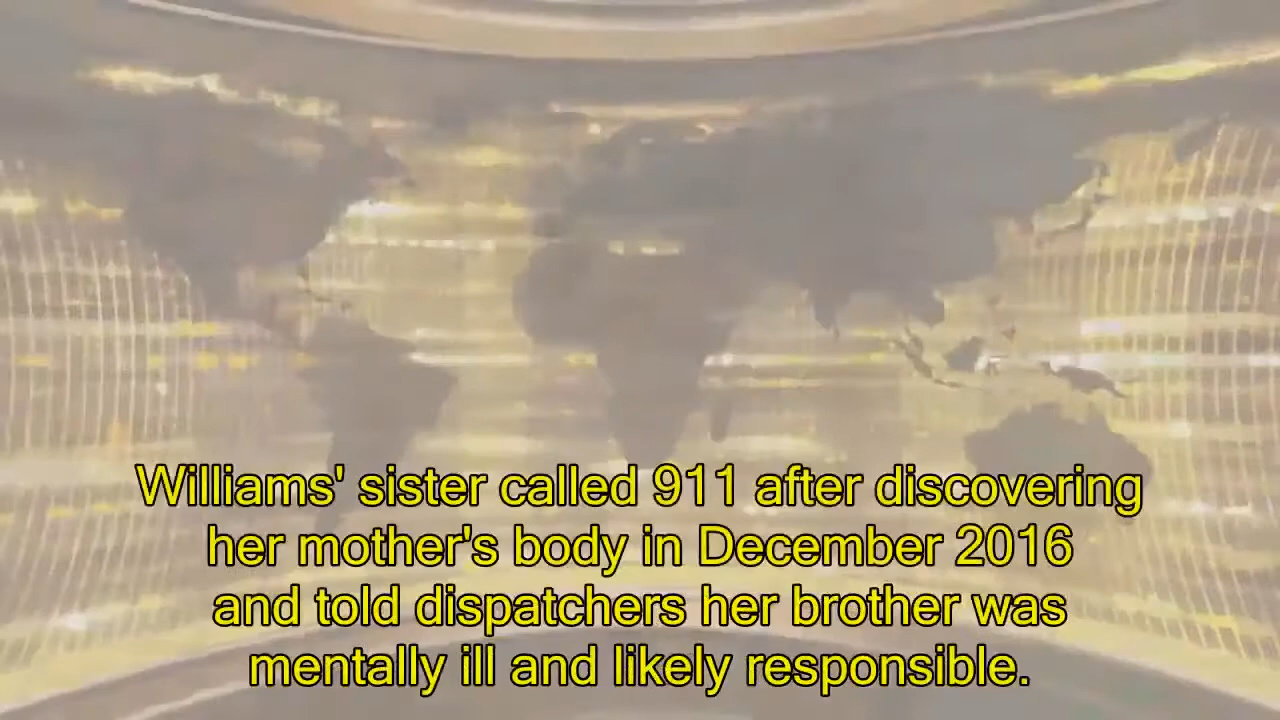 Williams' sister called 911 after discovering
her mother's body in December 2016
and told dispatchers her brother was
mentally ill and likely responsible.